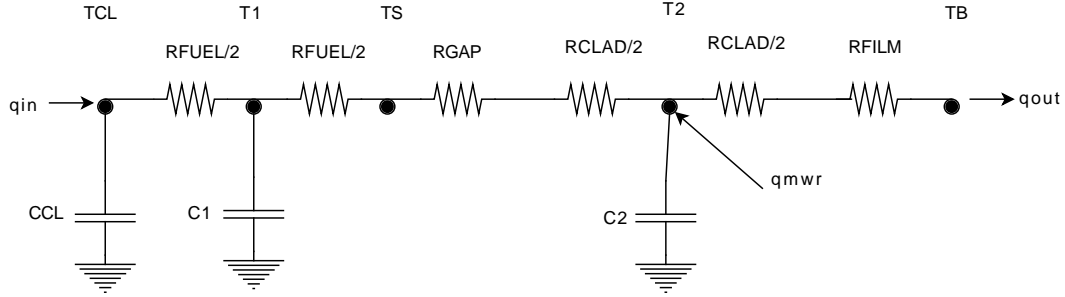 TCL T1 TS T2 TB
RFUEL/2 RFUEL/2 RGAP RCLAD/2 RCLAD/2 RFILM
qin qout
qmwr
CCL C1 C2